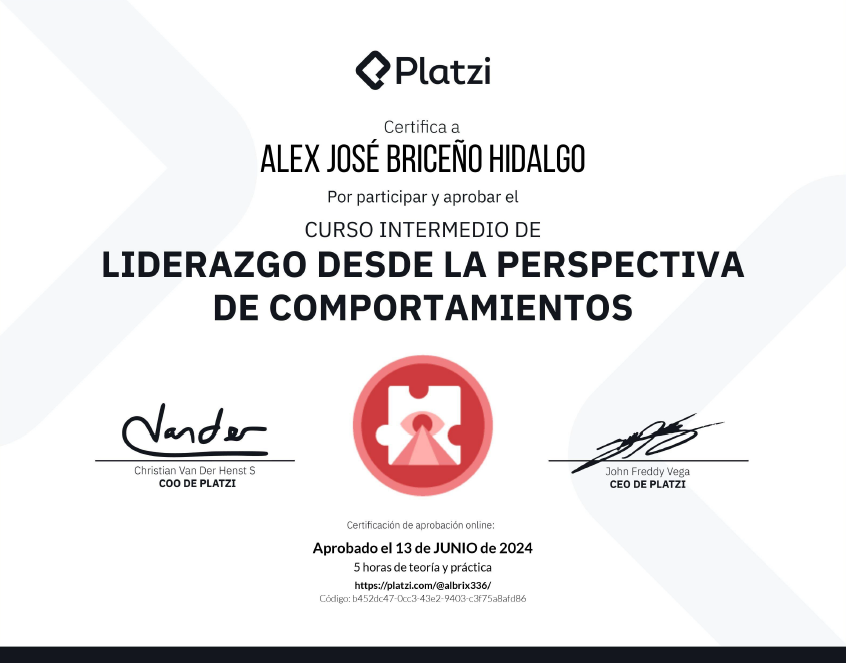 Platzi
Certifica a
ALEX JOSÉ BRICEÑO HIDALGO
Por participar y aprobar el
CURSO INTERMEDIO DE
LIDERAZGO DESDE LA PERSPECTIVA
DE COMPORTAMIENTOS
Vander
Christian Van Der Henst S
COO DE PLATZI
John Freddy Vega
CEO DE PLATZI
Certificación de aprobación online:
Aprobado el 13 de JUNIO de 2024
5 horas de teoría y práctica
https://platzi.com/@albrix336/
Código: b452dc47-0cc3-43e2-9403-c3f75a8afd86